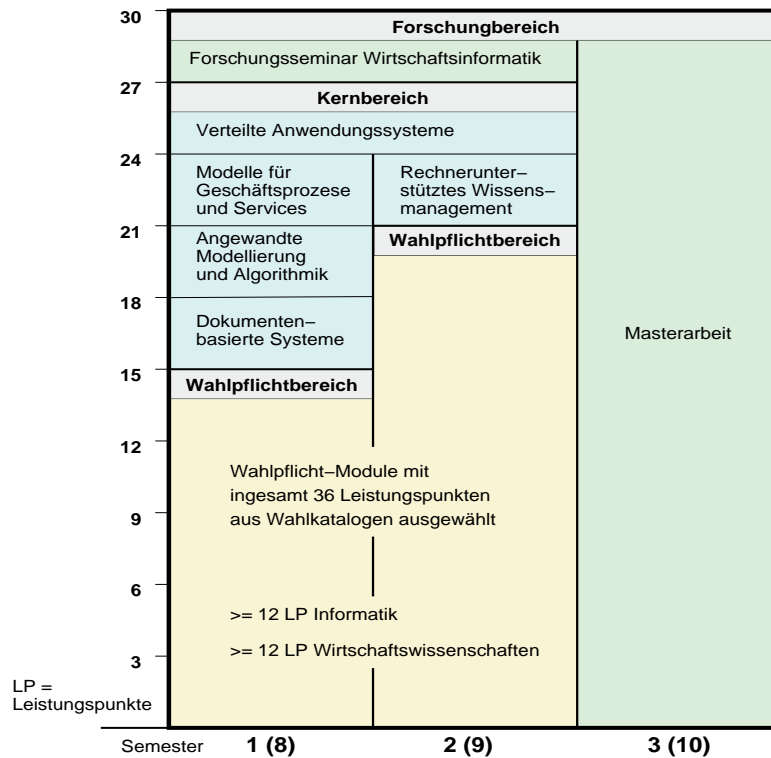 30
Forschungbereich
Forschungsseminar Wirtschaftsinformatik
27
Kernbereich
Verteilte Anwendungssysteme
24
Modelle für
Geschäftsprozese
und Services
Rechnerunter–
stütztes Wissens–
management
21
Angewandte
Modellierung
und Algorithmik
Wahlpflichtbereich
18
Dokumenten–
basierte Systeme
Masterarbeit
15
Wahlpflichtbereich
12
Wahlpflicht–Module mit
ingesamt 36 Leistungspunkten
aus Wahlkatalogen ausgewählt
9
6
>= 12 LP Informatik
>= 12 LP Wirtschaftswissenschaften
3
LP =
Leistungspunkte
Semester 1 (8) 2 (9) 3 (10)